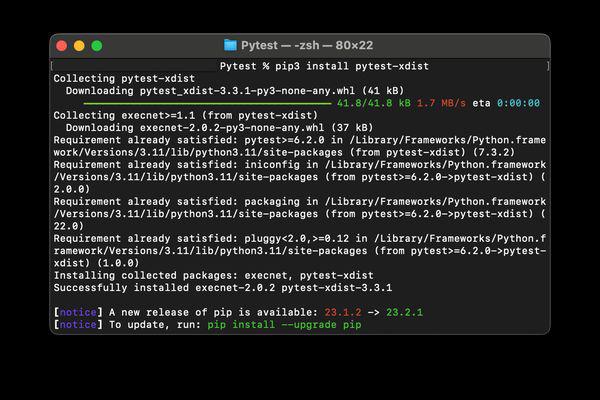 Pytest — -zsh — 80×22
[ Pytest % pip3 install pytest-xdist ]
Collecting pytest-xdist
Downloading pytest_xdist-3.3.1-py3-none-any.whl (41 kB)
41.8/41.8 kB 1.7 MB/s eta 0:00:00
Collecting execnet>=1.1 (from pytest-xdist)
Downloading execnet-2.0.2-py3-none-any.whl (37 kB)
Requirement already satisfied: pytest>=6.2.0 in /Library/Frameworks/Python.frame
work/Versions/3.11/lib/python3.11/site-packages (from pytest-xdist) (7.3.2)
Requirement already satisfied: iniconfig in /Library/Frameworks/Python.framework
/Versions/3.11/lib/python3.11/site-packages (from pytest>=6.2.0->pytest-xdist) (
2.0.0)
Requirement already satisfied: packaging in /Library/Frameworks/Python.framework
/Versions/3.11/lib/python3.11/site-packages (from pytest>=6.2.0->pytest-xdist) (
22.0)
Requirement already satisfied: pluggy<2.0,>=0.12 in /Library/Frameworks/Python.f
ramework/Versions/3.11/lib/python3.11/site-packages (from pytest>=6.2.0->pytest-
xdist) (1.0.0)
Installing collected packages: execnet, pytest-xdist
Successfully installed execnet-2.0.2 pytest-xdist-3.3.1
[notice] A new release of pip is available: 23.1.2 -> 23.2.1
[notice] To update, run: pip install --upgrade pip